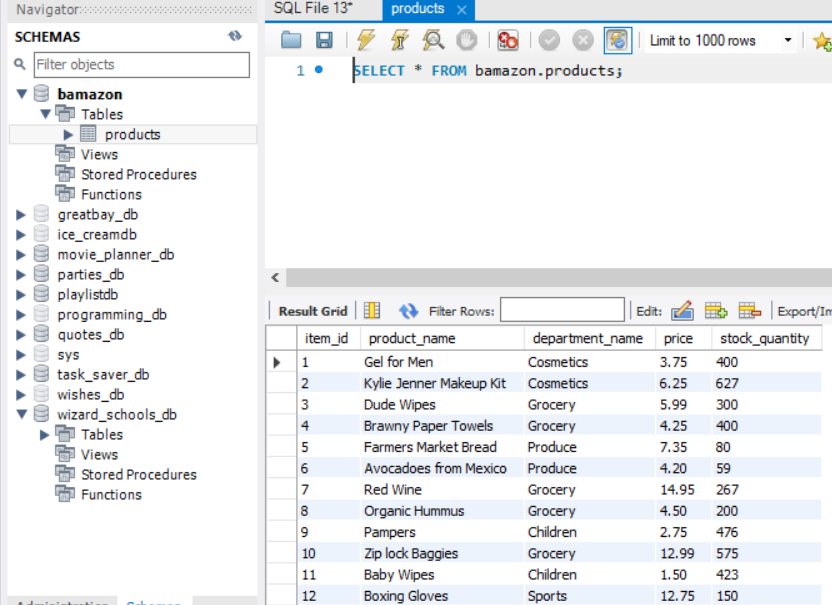 Navigator
SCHEMAS
Filter objects
bamazon
Tables
products
Views
Stored Procedures
Functions
greatbay_db
ice_creamdb
movie_planner_db
parties_db
playlistdb
programming_db
quotes_db
sys
task_saver_db
wishes_db
wizard_schools_db
Tables
Views
Stored Procedures
Functions
Administration Schemas
SQL File 13* products
Limit to 1000 rows
1 SELECT * FROM bamazon.products;
Result Grid Filter Rows: Edit: Export/Im
item_id product_name department_name price stock_quantity
1 Gel for Men Cosmetics 3.75 400
2 Kylie Jenner Makeup Kit Cosmetics 6.25 627
3 Dude Wipes Grocery 5.99 300
4 Brawny Paper Towels Grocery 4.25 400
5 Farmers Market Bread Produce 7.35 80
6 Avocadoes from Mexico Produce 4.20 59
7 Red Wine Grocery 14.95 267
8 Organic Hummus Grocery 4.50 200
9 Pampers Children 2.75 476
10 Zip lock Baggies Grocery 12.99 575
11 Baby Wipes Children 1.50 423
12 Boxing Gloves Sports 12.75 150